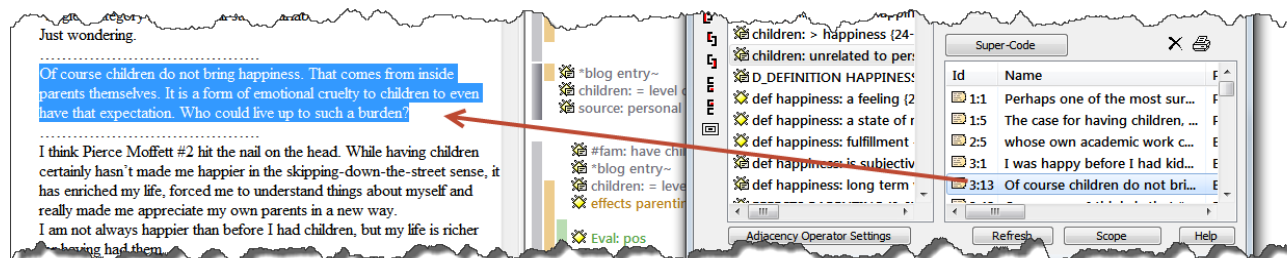 Just wondering.
Of course children do not bring happiness. That comes from inside
parents themselves. It is a form of emotional cruelty to children to even
have that expectation. Who could live up to such a burden?
I think Pierce Moffett #2 hit the nail on the head. While having children
certainly hasn't made me happier in the skipping-down-the-street sense, it
has enriched my life, forced me to understand things about myself and
really made me appreciate my own parents in a new way.
I am not always happier than before I had children, but my life is richer
having had them.
*blog entry~
children: = level
source: personal
#fam: have chil
*blog entry~
children: = leve
effects parentin
Eval: pos
children: > happiness {24-
children: unrelated to pers
D_DEFINITION HAPPINESS
def happiness: a feeling {2
def happiness: a state of
def happiness: fulfillment
def happiness: is subjectiv
def happiness: long term
Adjacency Operator Settings
Super-Code
Id Name
1:1 Perhaps one of the most sur...
1:5 The case for having children, ...
2:5 whose own academic work c...
3:1 I was happy before I had kid...
3:13 Of course children do not bri...
Refresh Scope Help